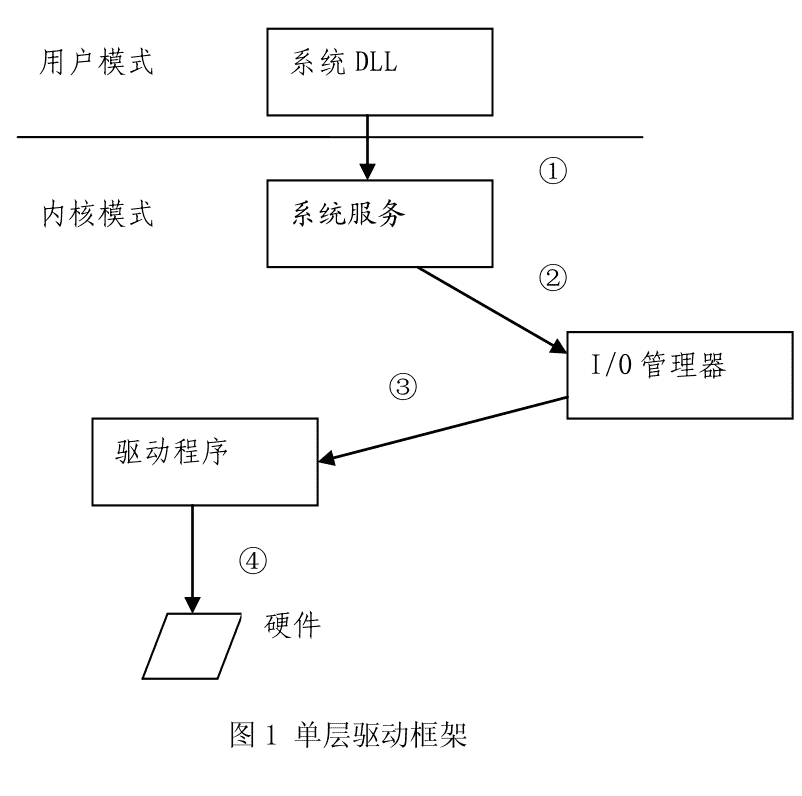 用户模式
系统 DLL
①
内核模式
系统服务
②
I/O 管理器
③
驱动程序
④
硬件
图 1 单层驱动框架